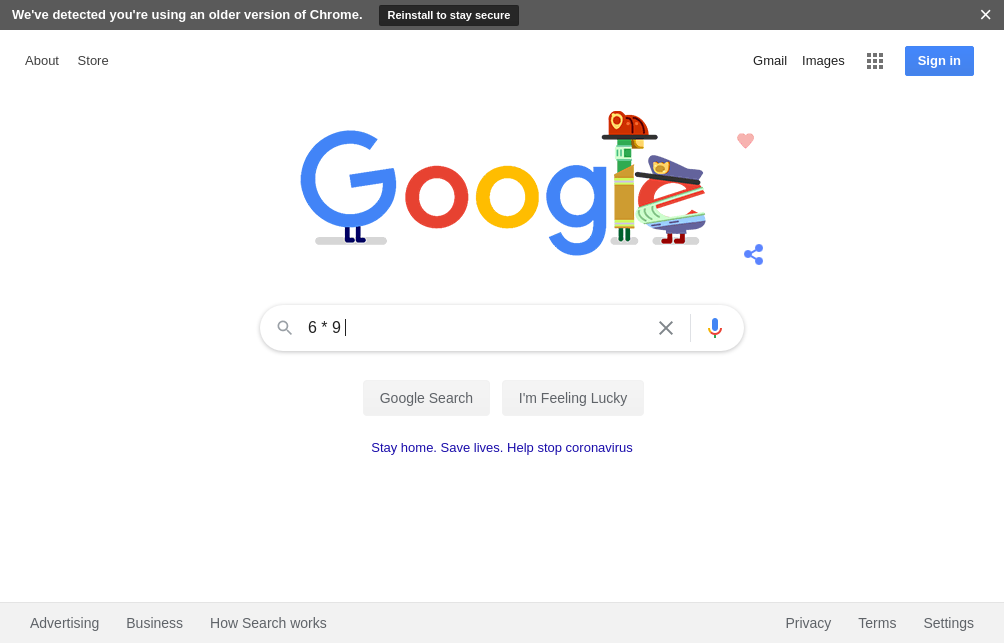 We've detected you're using an older version of Chrome. Reinstall to stay secure
About Store Gmail Images Sign in
Google
6 * 9
Google Search I'm Feeling Lucky
Stay home. Save lives. Help stop coronavirus
Advertising Business How Search works Privacy Terms Settings